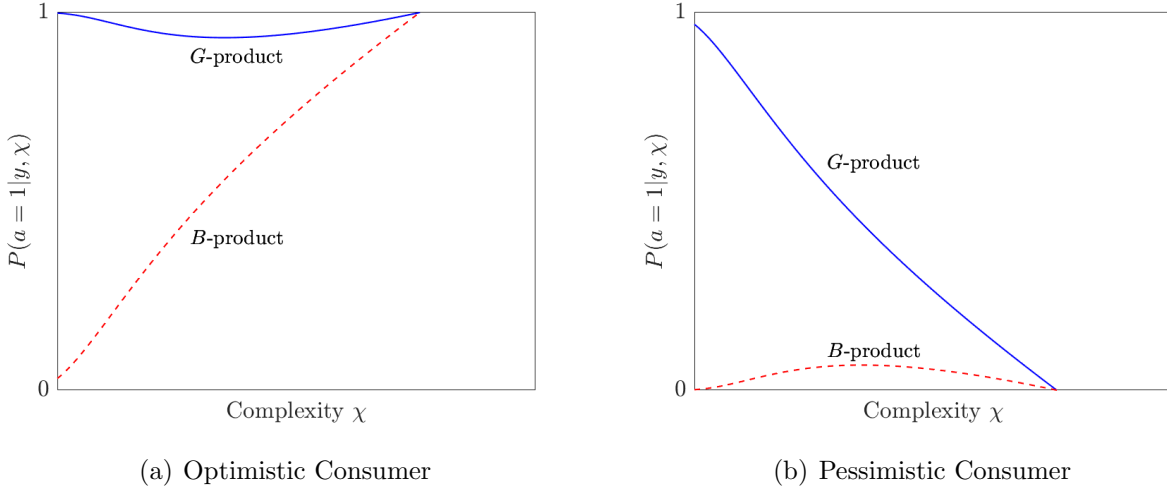 1
G-product
B-product
P(a = 1|y, χ)
0
Complexity χ
(a) Optimistic Consumer
1
G-product
B-product
P(a = 1|y, χ)
0
Complexity χ
(b) Pessimistic Consumer